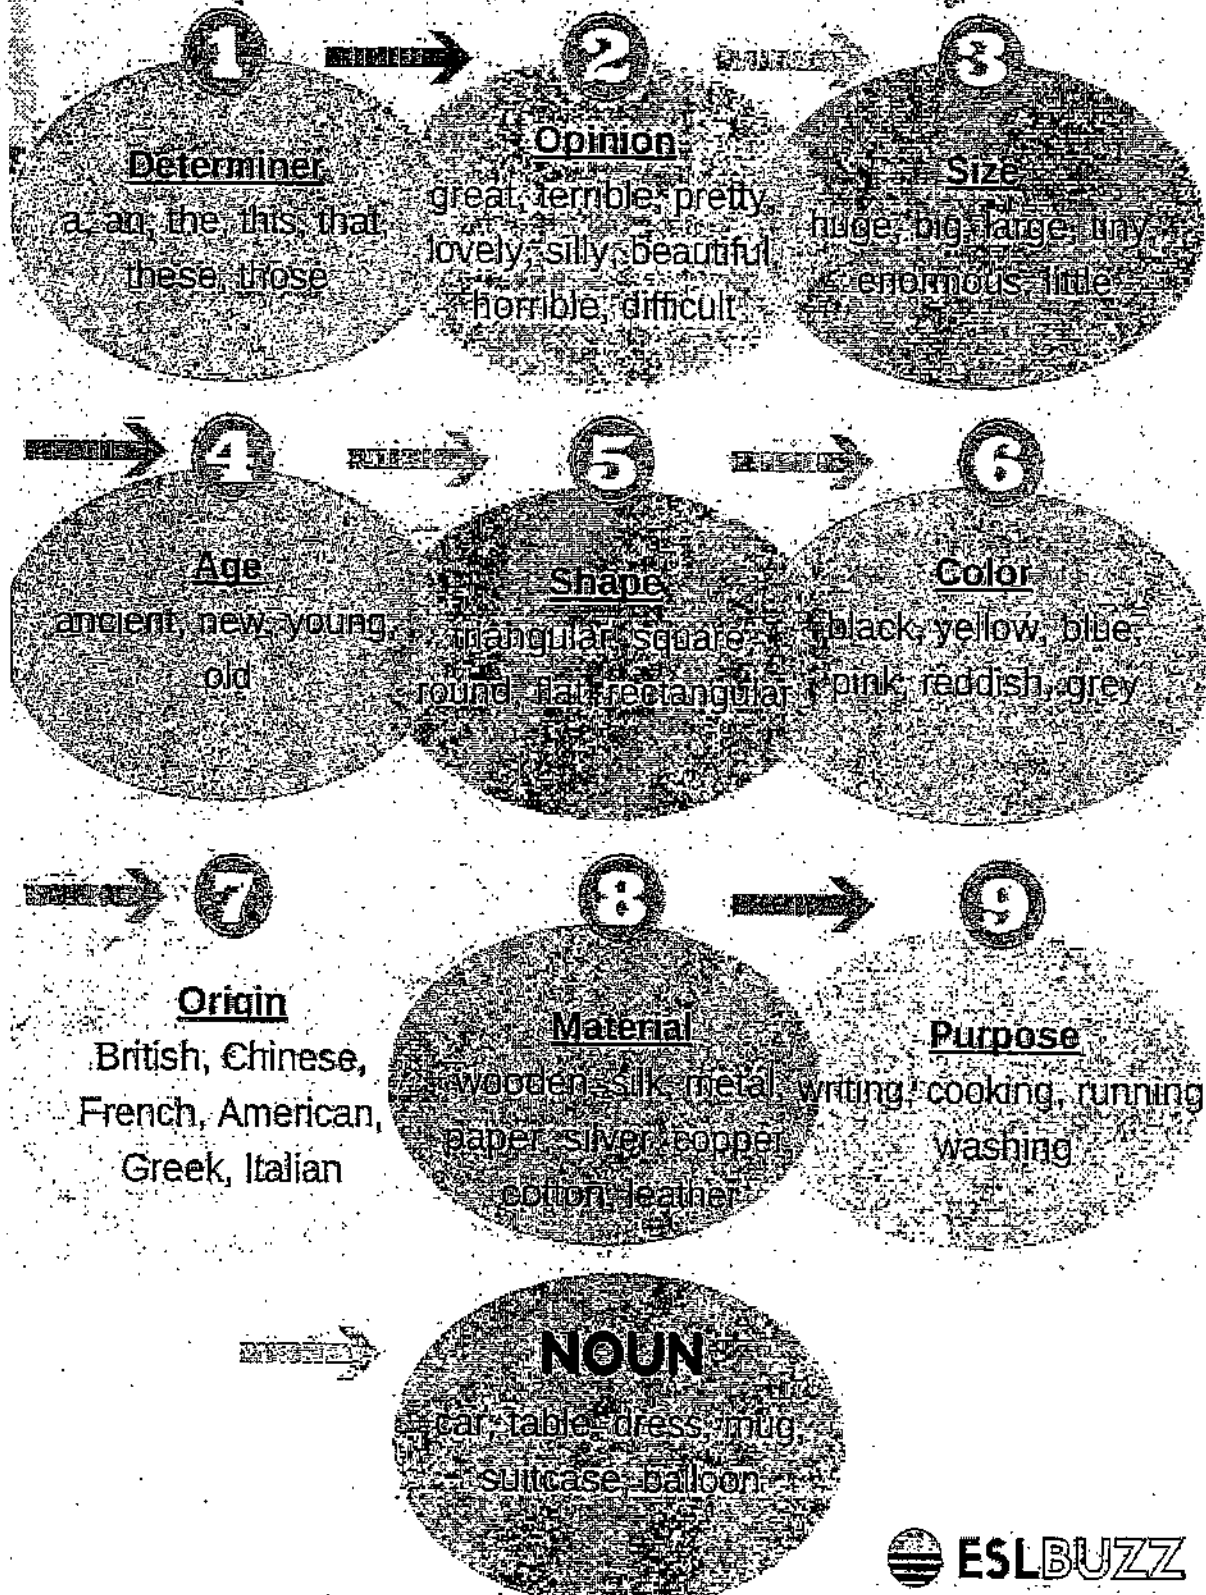 1
Determiner
a, an, the, this, that,
these, those
2
Opinion
great, terrible, pretty,
lovely, silly, beautiful,
horrible, difficult
3
Size
huge, big, large, tiny,
enormous, little
4
Age
ancient, new, young,
old
5
Shape
triangular, square,
round, flat, rectangular
6
Color
black, yellow, blue,
pink, reddish, grey
7
Origin
British, Chinese,
French, American,
Greek, Italian
8
Material
wooden, silk, metal,
paper, silver, copper,
cotton, leather
9
Purpose
writing, cooking, running
washing
NOUN
car, table, dress, mug,
suitcase, balloon
ESLBUZZ